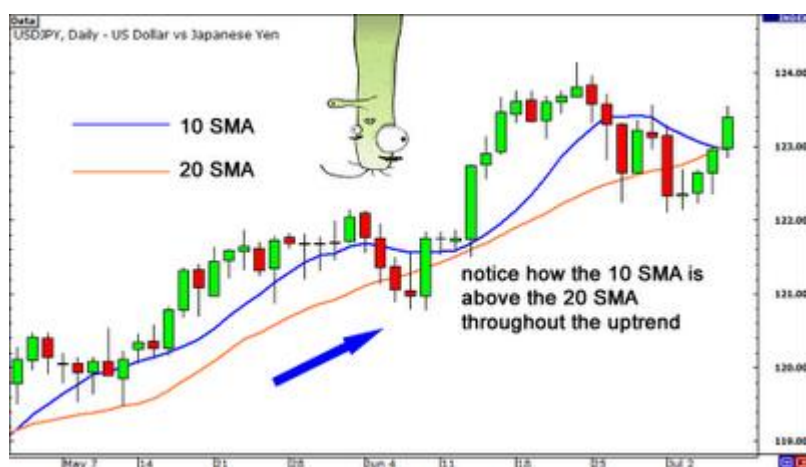 Data
USDJPY, Daily - US Dollar vs Japanese Yen
124.00
10 SMA
20 SMA
123.00
122.00
notice how the 10 SMA is
above the 20 SMA
throughout the uptrend
121.00
120.00
119.00
May 7 14 21 28 Jun 4 11 18 25 Jul 2